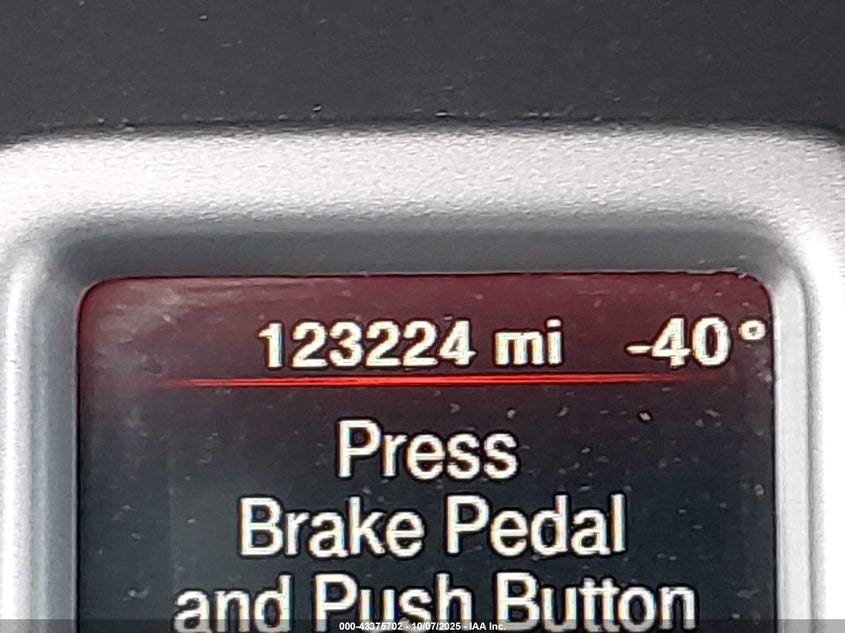 123224 mi -40°
Press
Brake Pedal
and Push Button
000-43375702 - 10/07/2025 - IAA Inc.